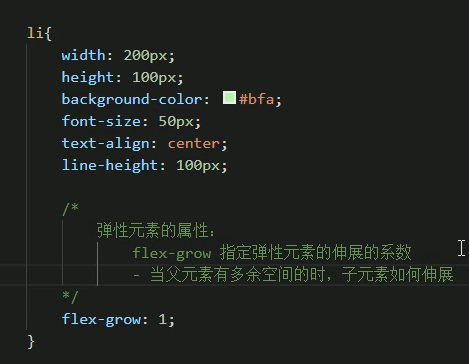 li{
width: 200px;
height: 100px;
background-color: #bfa;
font-size: 50px;
text-align: center;
line-height: 100px;
/*
弹性元素的属性:
flex-grow 指定弹性元素的伸展的系数
- 当父元素有多余空间的时，子元素如何伸展
*/
flex-grow: 1;
}